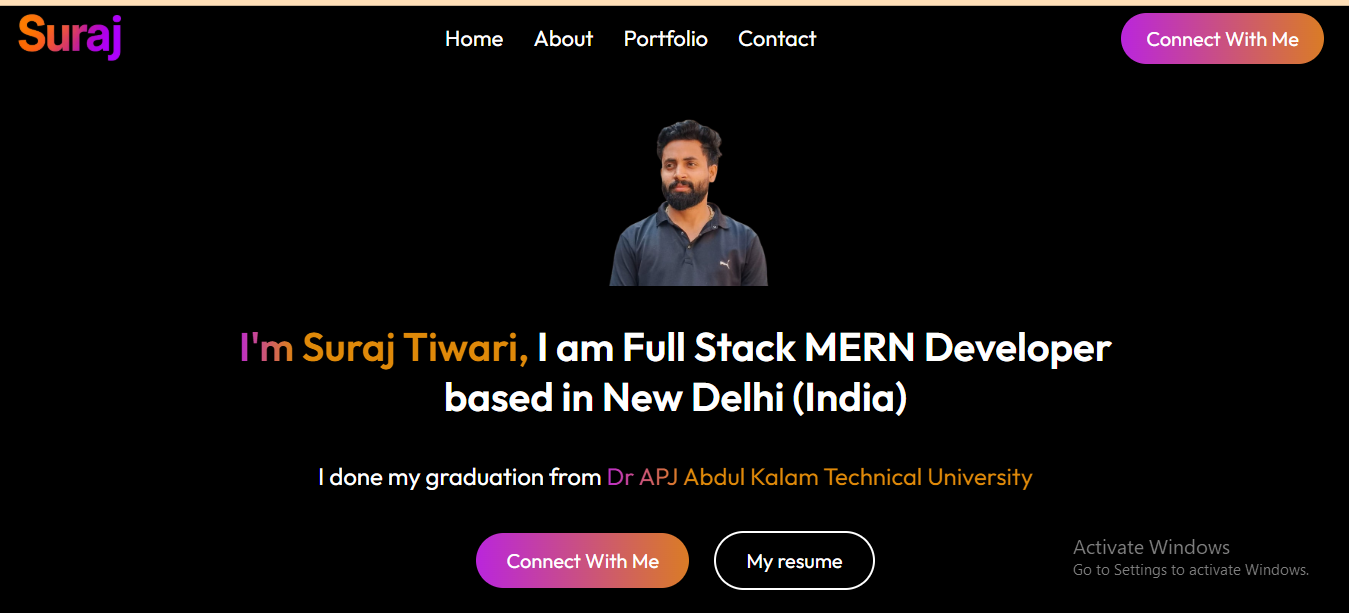 Suraj
Home About Portfolio Contact
Connect With Me
I'm Suraj Tiwari, I am Full Stack MERN Developer
based in New Delhi (India)
I done my graduation from Dr APJ Abdul Kalam Technical University
Connect With Me
My resume
Activate Windows
Go to Settings to activate Windows.